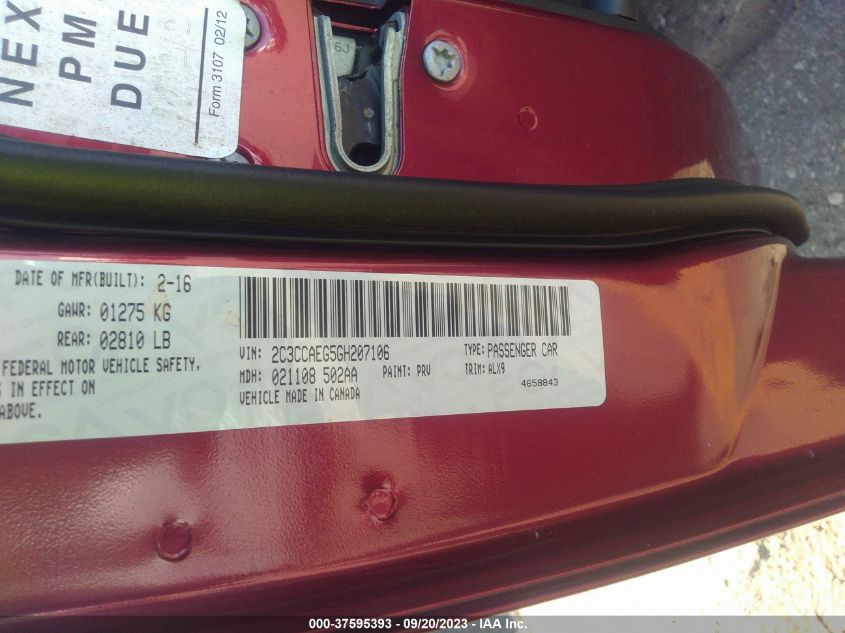 NEX
PM
DUE
Form 3107 02/12
6J
DATE OF MFR(BUILT): 2-16
GAWR: 01275 KG
REAR: 02810 LB
FEDERAL MOTOR VEHICLE SAFETY,
IN EFFECT ON
ABOVE.
VIN: 2C3CCAEG5GH207106
TYPE: PASSENGER CAR
MDH: 021108 502AA
PAINT: PRV
TRIM: ALX9
VEHICLE MADE IN CANADA
4658843
000-37595393 - 09/20/2023 - IAA Inc.